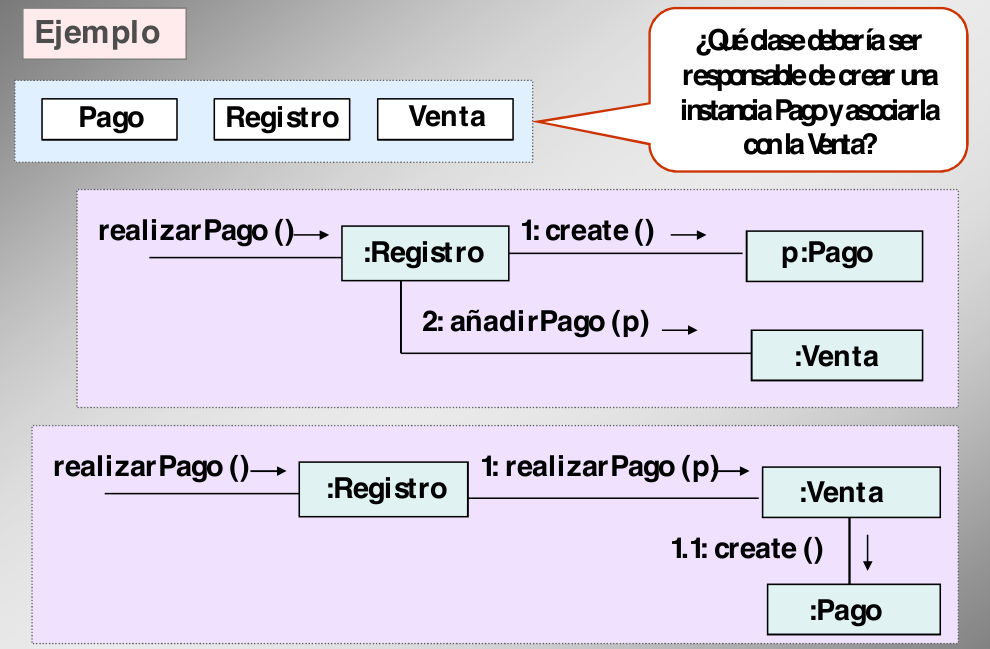 Ejemplo
¿Qué clase debería ser
responsable de crear una
instancia Pago y asociarla
con la Venta?
Pago
Registro
Venta
realizarPago ()
:Registro
1: create ()
p:Pago
2: añadirPago (p)
:Venta
realizarPago ()
:Registro
1: realizarPago (p)
:Venta
1.1: create ()
:Pago